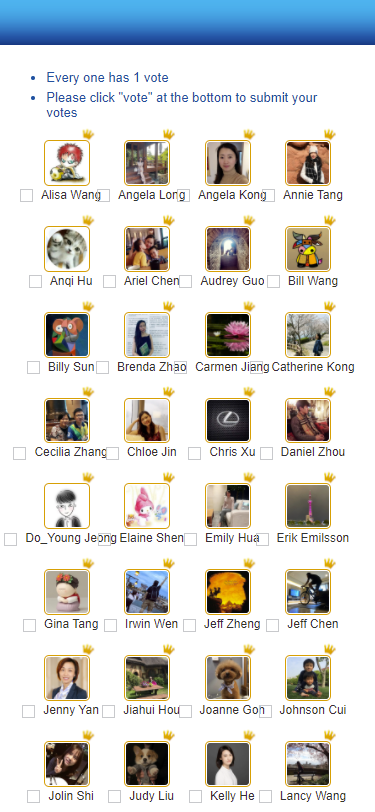 Every one has 1 vote
Please click "vote" at the bottom to submit your
votes
Alisa Wang Angela Long Angela Kong Annie Tang
Anqi Hu Ariel Chen Audrey Guo Bill Wang
Billy Sun Brenda Zhao Carmen Jiang Catherine Kong
Cecilia Zhang Chloe Jin Chris Xu Daniel Zhou
Do_Young Jeong Elaine Shen Emily Hua Erik Emilsson
Gina Tang Irwin Wen Jeff Zheng Jeff Chen
Jenny Yan Jiahui Hou Joanne Goh Johnson Cui
Jolin Shi Judy Liu Kelly He Lancy Wang